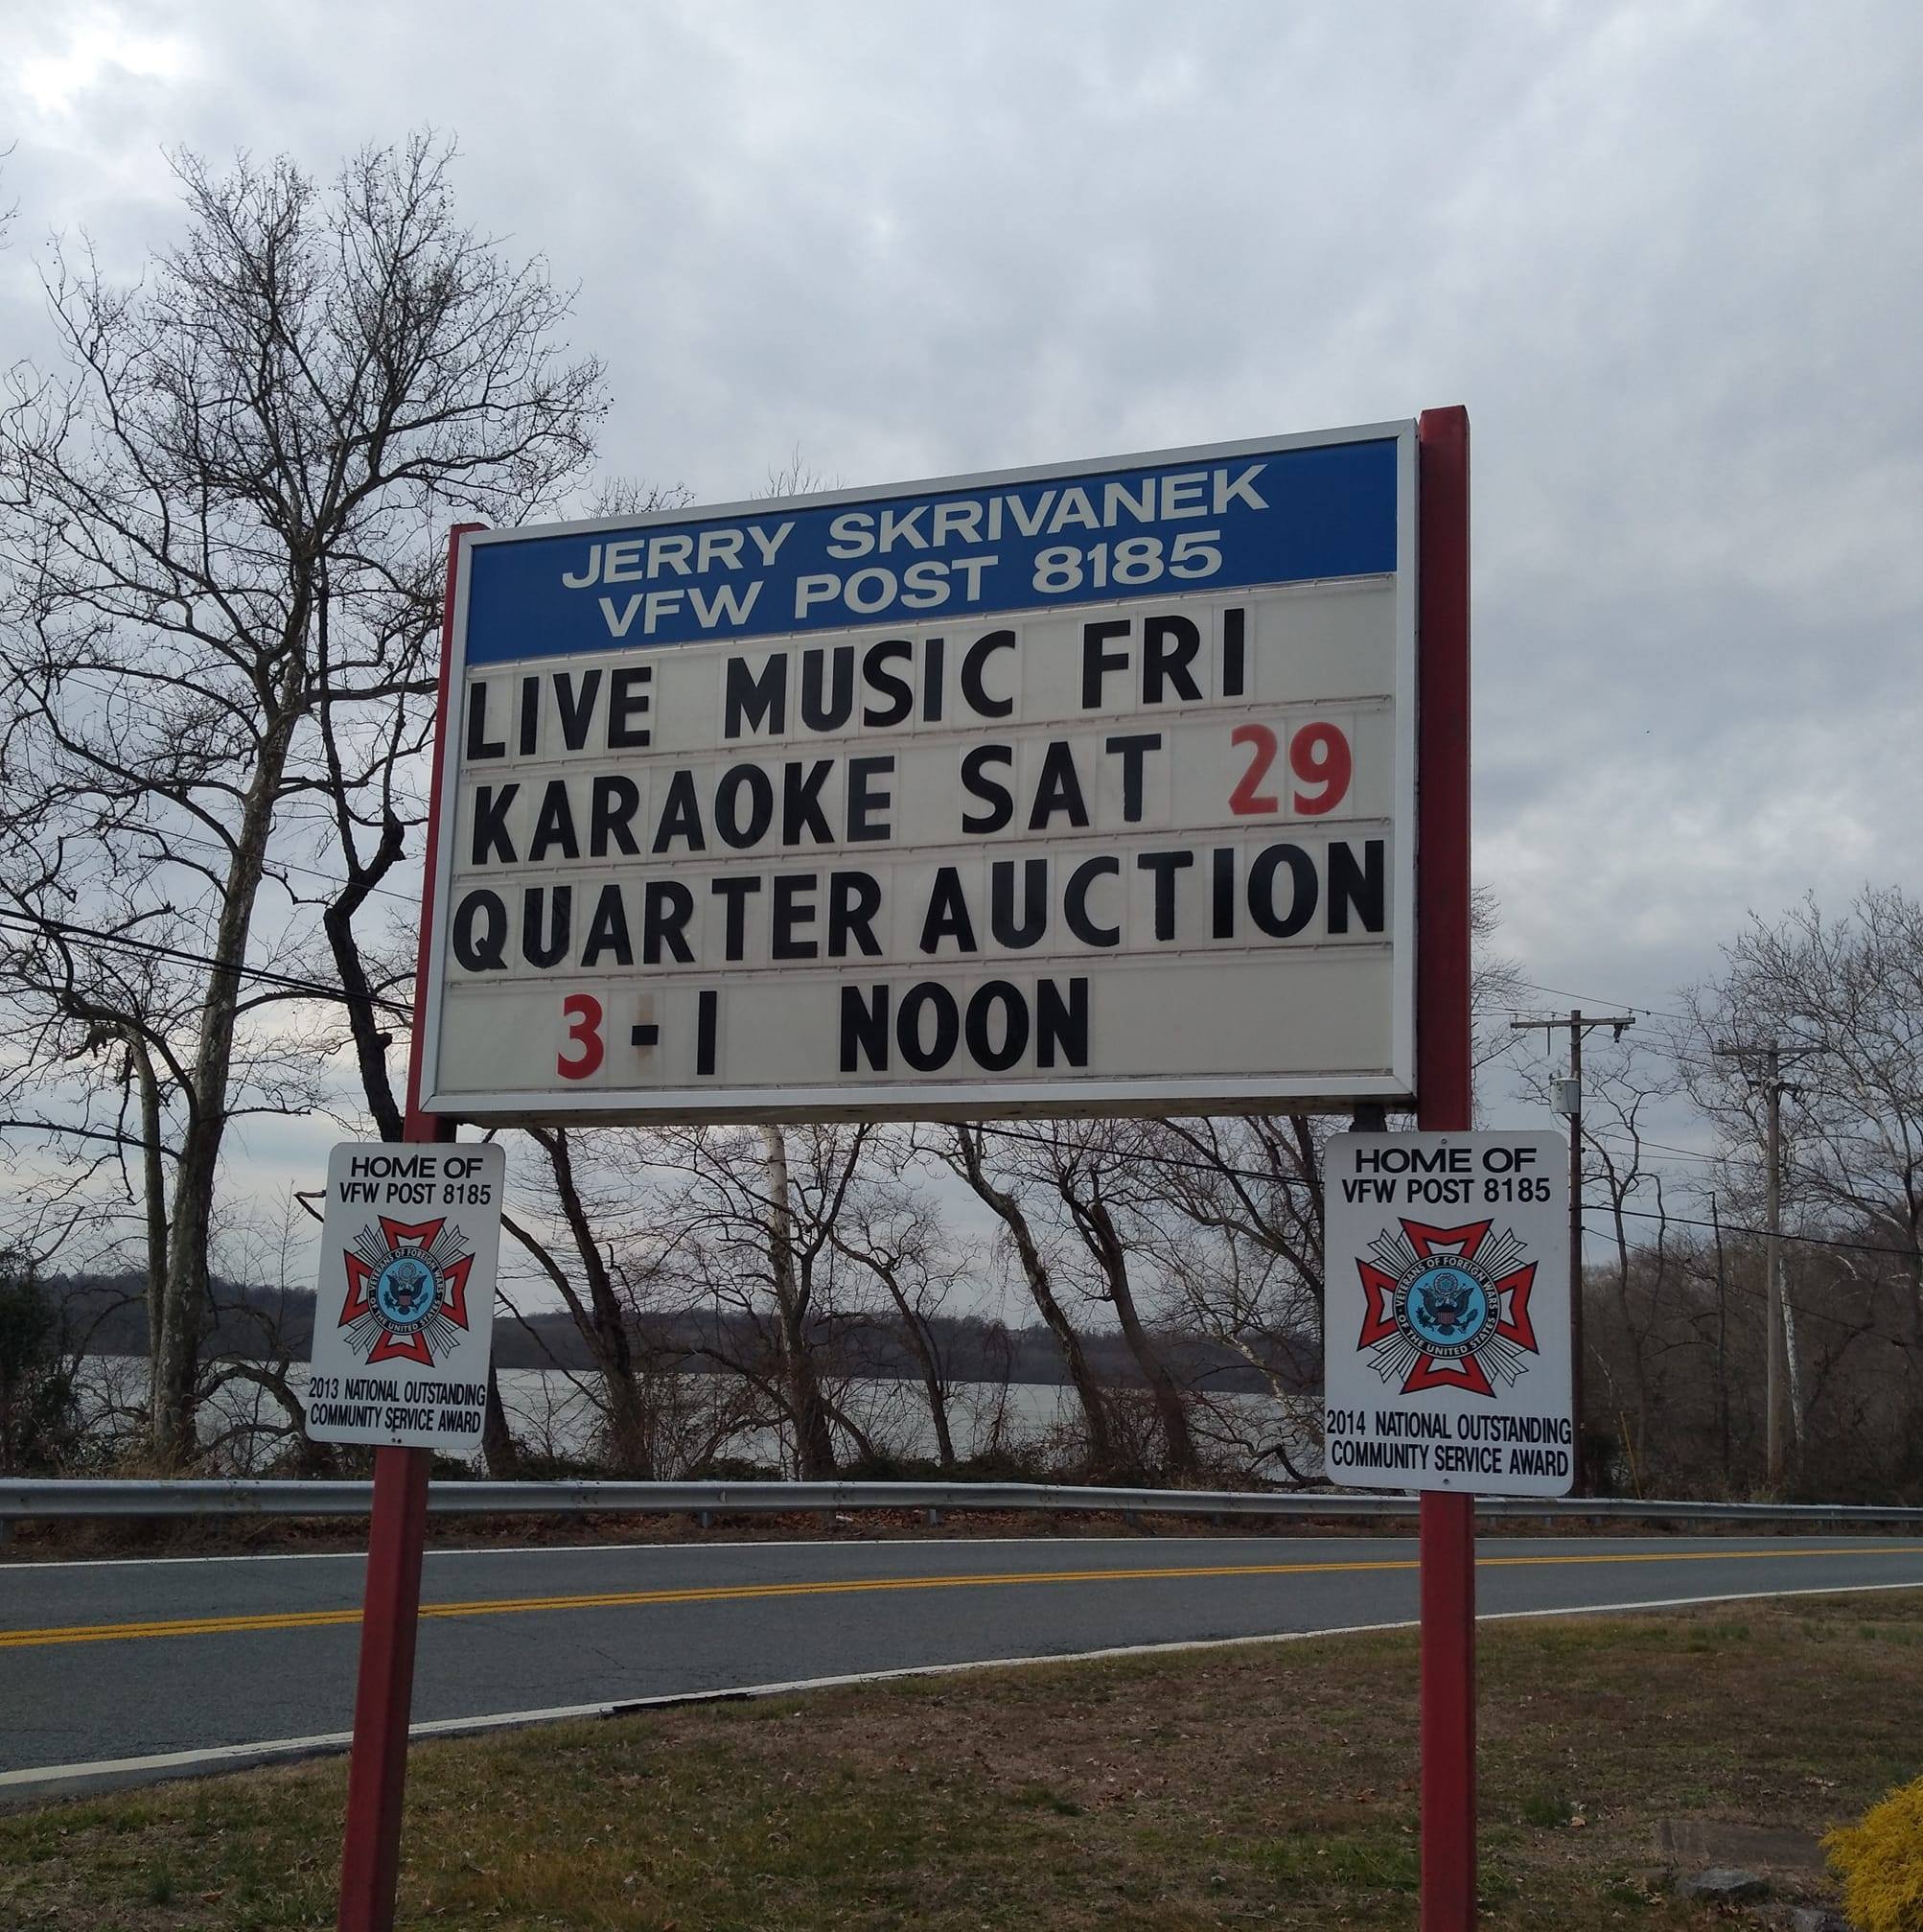 JERRY SKRIVANEK
VFW POST 8185
LIVE MUSIC FRI
KARAOKE SAT 29
QUARTER AUCTION
3-1 NOON
HOME OF
VFW POST 8185
VETERANS OF FOREIGN WARS
OF THE UNITED STATES
2013 NATIONAL OUTSTANDING
COMMUNITY SERVICE AWARD
HOME OF
VFW POST 8185
VETERANS OF FOREIGN WARS
OF THE UNITED STATES
2014 NATIONAL OUTSTANDING
COMMUNITY SERVICE AWARD